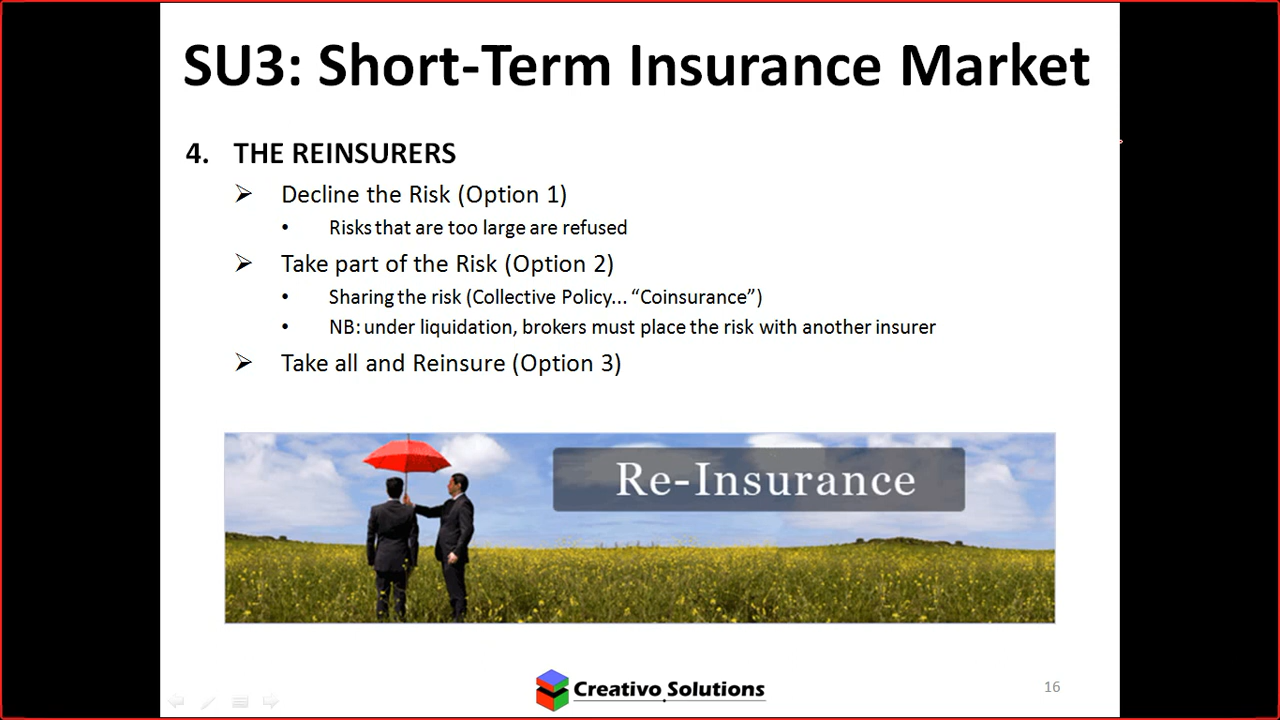 SU3: Short-Term Insurance Market
4. THE REINSURERS
➢ Decline the Risk (Option 1)
• Risks that are too large are refused
➢ Take part of the Risk (Option 2)
• Sharing the risk (Collective Policy... “Coinsurance”)
• NB: under liquidation, brokers must place the risk with another insurer
➢ Take all and Reinsure (Option 3)
Re-Insurance
Creativo Solutions
16